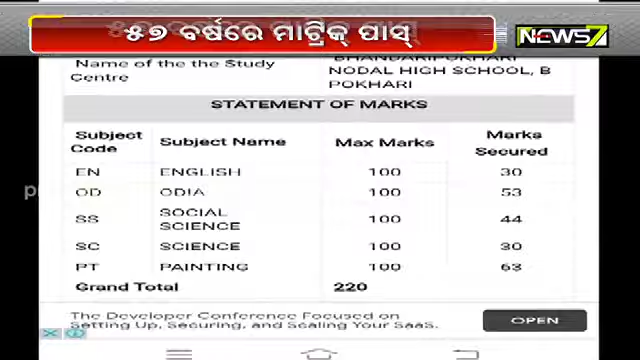 ୫୭ ବର୍ଷରେ ମାଟ୍ରିକ୍ ପାସ୍
NEWS7
Name of the the Study Centre
BHANDARIPOKHARI
NODAL HIGH SCHOOL, B
POKHARI
STATEMENT OF MARKS
Subject Code Subject Name Max Marks Marks Secured
EN ENGLISH 100 30
OD ODIA 100 53
SS SOCIAL SCIENCE 100 44
SC SCIENCE 100 30
PT PAINTING 100 63
Grand Total 220
The Developer Conference Focused on
Setting Up, Securing, and Scaling Your SaaS.
OPEN